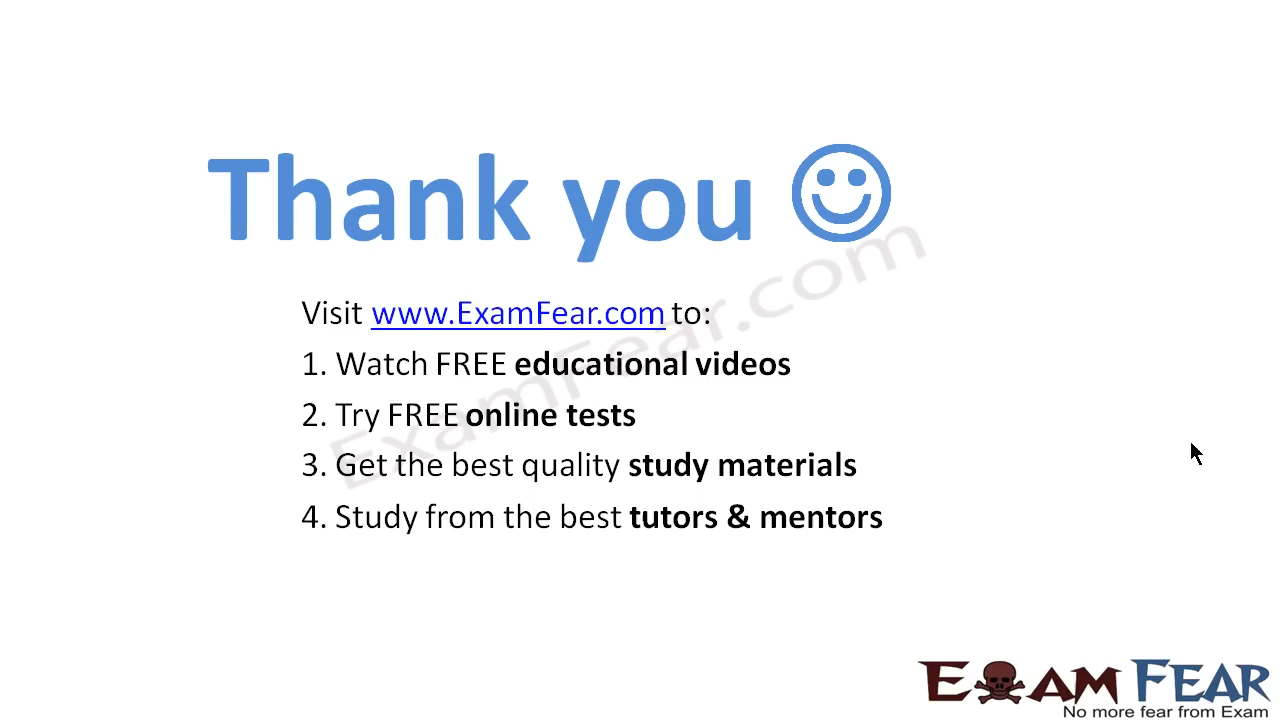 Thank you
Visit www.ExamFear.com to:
1. Watch FREE educational videos
2. Try FREE online tests
3. Get the best quality study materials
4. Study from the best tutors & mentors
ExamFear.com
EXAM FEAR
No more fear from Exam